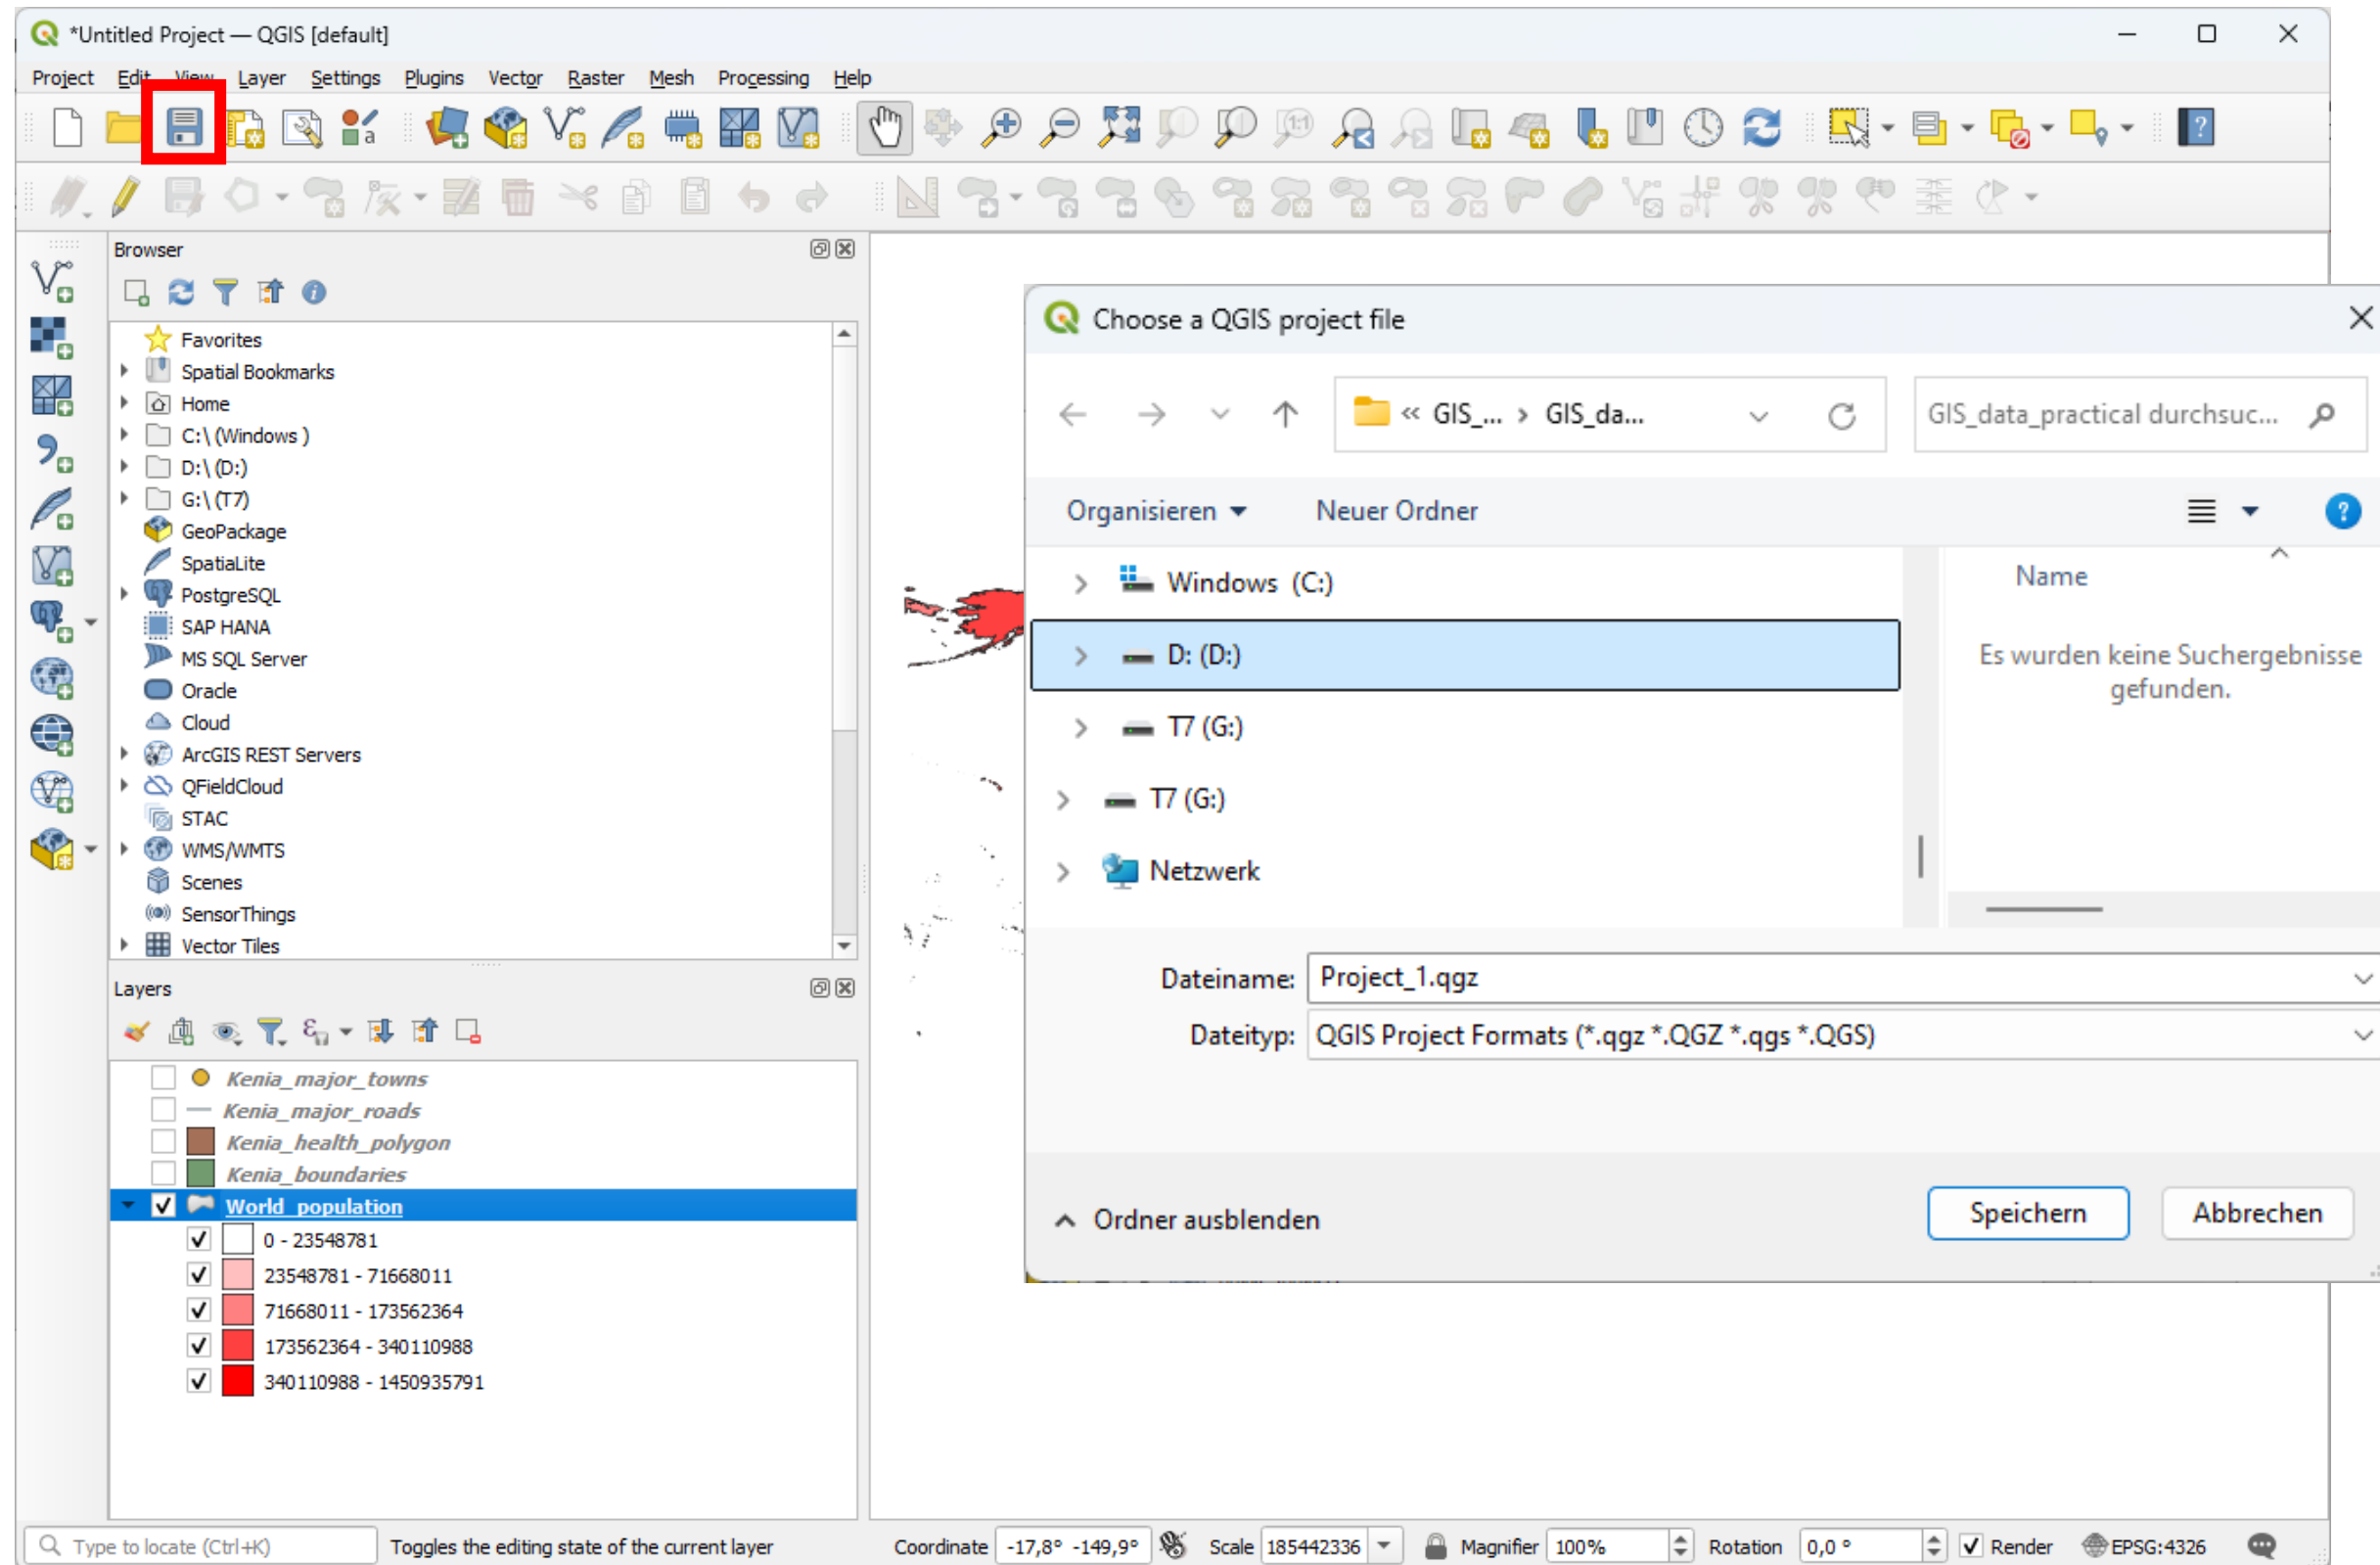 *Untitled Project — QGIS [default]
Project Edit View Layer Settings Plugins Vector Raster Mesh Processing Help
a
1:1
?
Browser
Favorites
Spatial Bookmarks
Home
C:\ (Windows )
D:\ (D:)
G:\ (T7)
GeoPackage
SpatiaLite
PostgreSQL
SAP HANA
MS SQL Server
Oracle
Cloud
ArcGIS REST Servers
QFieldCloud
STAC
WMS/WMTS
Scenes
SensorThings
Vector Tiles
Layers
Kenia_major_towns
Kenia_major_roads
Kenia_health_polygon
Kenia_boundaries
World_population
0 - 23548781
23548781 - 71668011
71668011 - 173562364
173562364 - 340110988
340110988 - 1450935791
Choose a QGIS project file
« GIS_... > GIS_da...
GIS_data_practical durchsuc...
Organisieren
Neuer Ordner
?
Windows (C:)
D: (D:)
T7 (G:)
T7 (G:)
Netzwerk
Name
Es wurden keine Suchergebnisse
gefunden.
Dateiname: Project_1.qgz
Dateityp: QGIS Project Formats (*.qgz *.QGZ *.qgs *.QGS)
Ordner ausblenden
Speichern
Abbrechen
Type to locate (Ctrl+K) Toggles the editing state of the current layer Coordinate -17,8° -149,9° Scale 185442336 Magnifier 100% Rotation 0,0 ° Render EPSG:4326